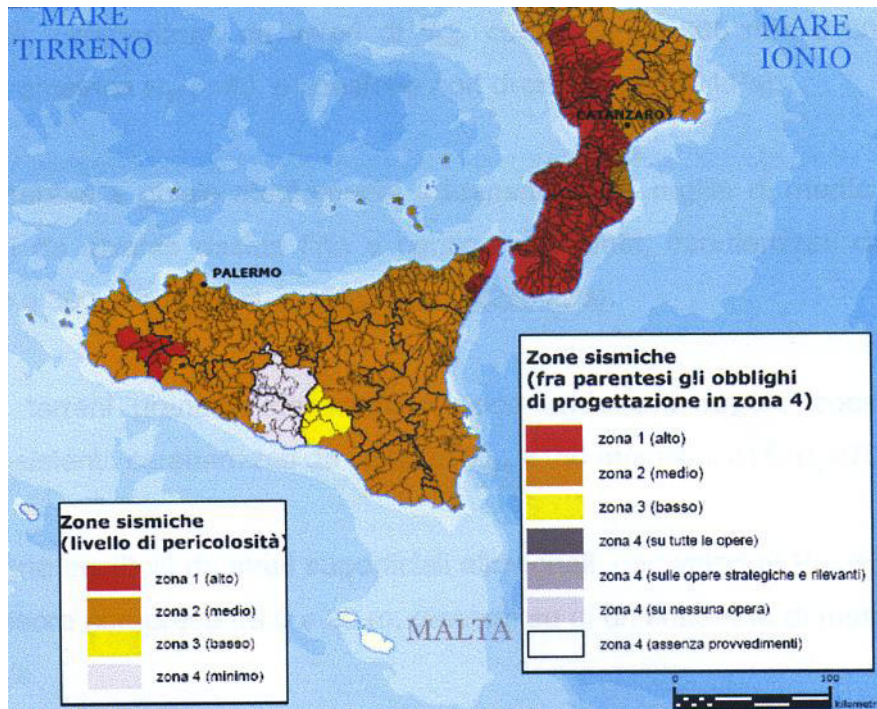 MARE
TIRRENO
MARE
IONIO
CATANZARO
PALERMO
Zone sismiche
(fra parentesi gli obblighi
di progettazione in zona 4)
zona 1 (alto)
zona 2 (medio)
zona 3 (basso)
zona 4 (su tutte le opere)
zona 4 (sulle opere strategiche e rilevanti)
zona 4 (su nessuna opera)
zona 4 (assenza provvedimenti)
Zone sismiche
(livello di pericolosità)
zona 1 (alto)
zona 2 (medio)
zona 3 (basso)
zona 4 (minimo)
MALTA
0 100
kilometr